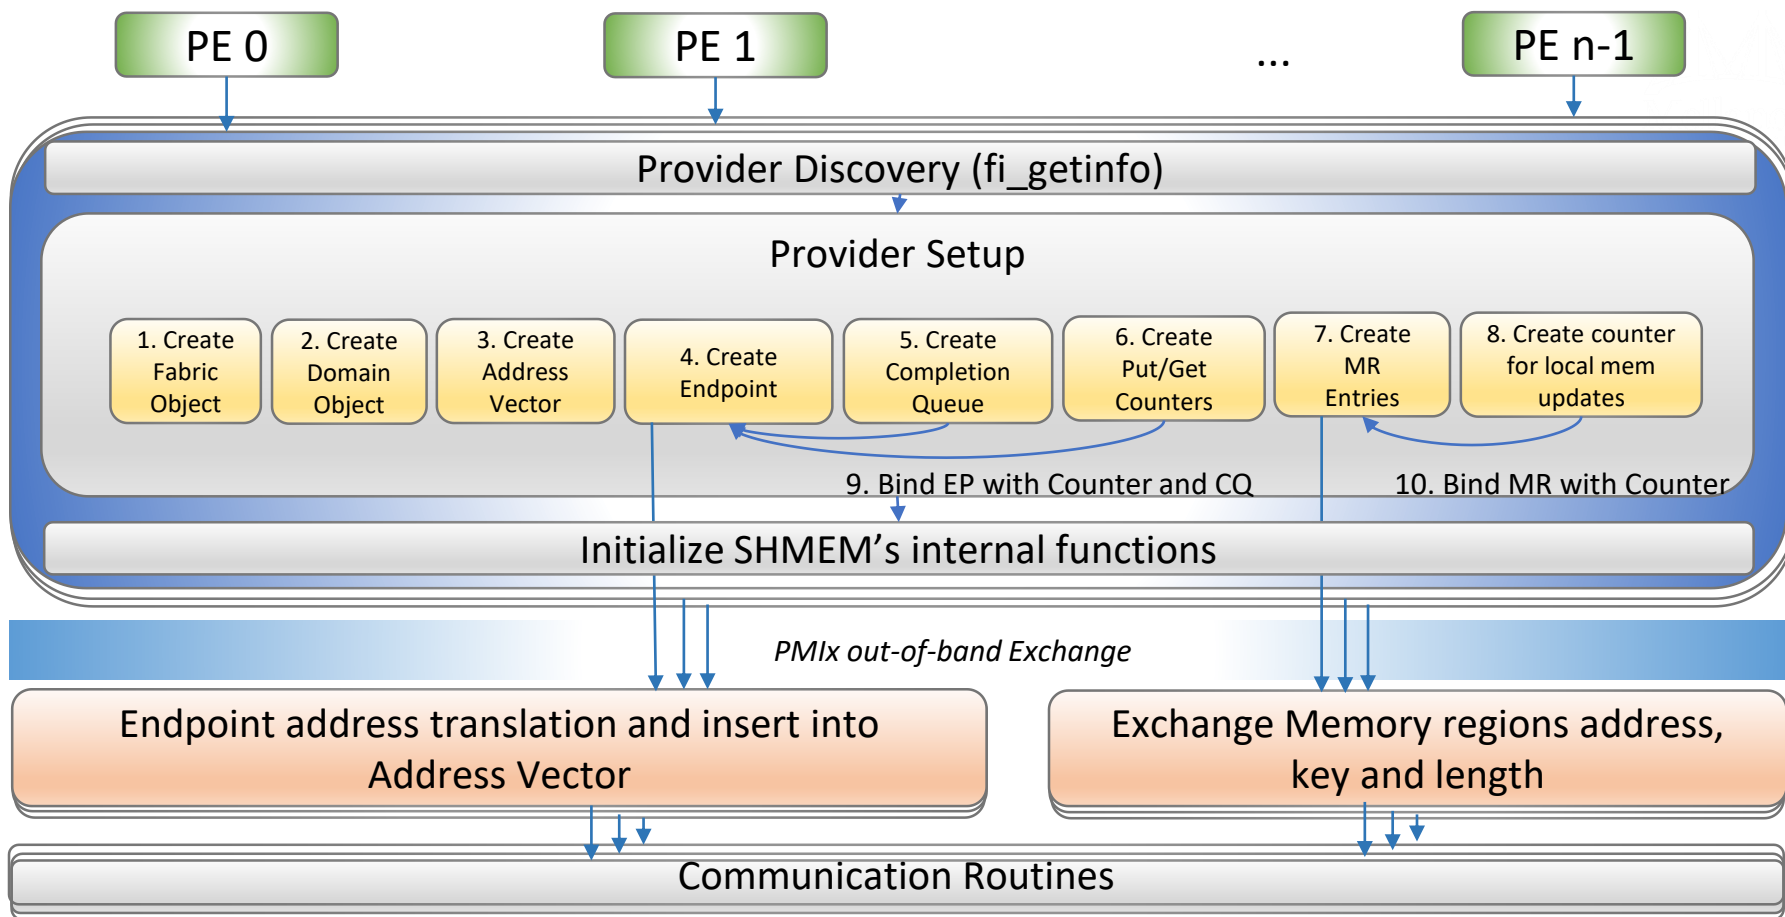 PE 0
PE 1
...
PE n-1
Provider Discovery (fi_getinfo)
Provider Setup
1. Create
Fabric
Object
2. Create
Domain
Object
3. Create
Address
Vector
4. Create
Endpoint
5. Create
Completion
Queue
6. Create
Put/Get
Counters
7. Create
MR
Entries
8. Create counter
for local mem
updates
9. Bind EP with Counter and CQ
10. Bind MR with Counter
Initialize SHMEM’s internal functions
PMIx out-of-band Exchange
Endpoint address translation and insert into
Address Vector
Exchange Memory regions address,
key and length
Communication Routines